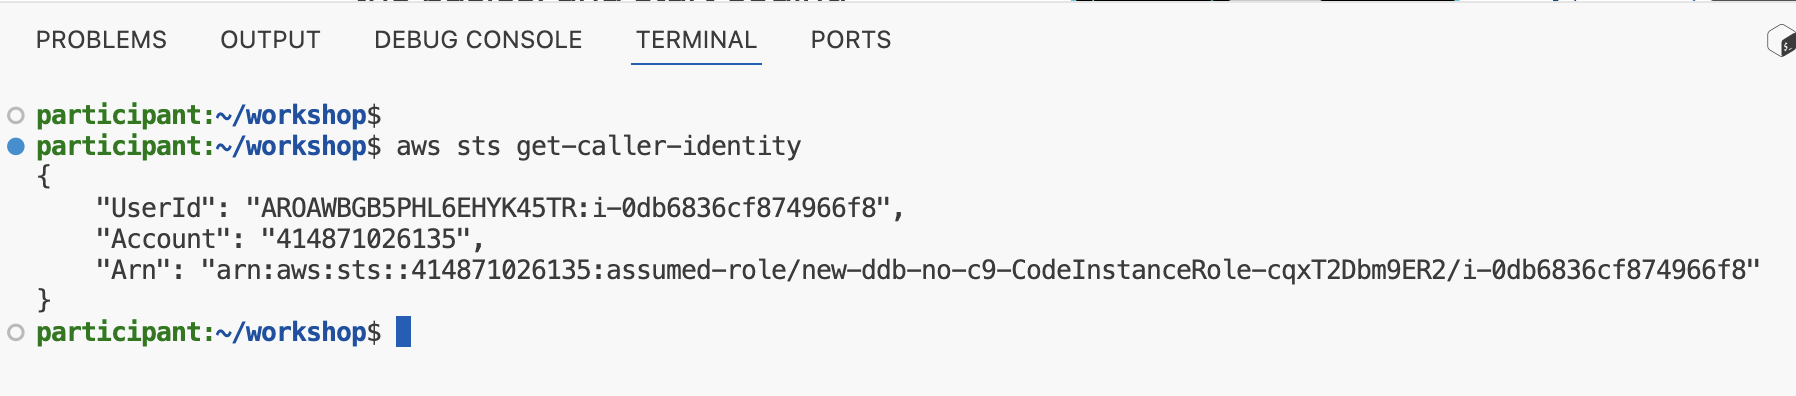 PROBLEMS OUTPUT DEBUG CONSOLE TERMINAL PORTS
participant:~/workshop$
participant:~/workshop$ aws sts get-caller-identity
{
    "UserId": "AROAWBGB5PHL6EHYK45TR:i-0db6836cf874966f8",
    "Account": "414871026135",
    "Arn": "arn:aws:sts::414871026135:assumed-role/new-ddb-no-c9-CodeInstanceRole-cqxT2Dbm9ER2/i-0db6836cf874966f8"
}
participant:~/workshop$